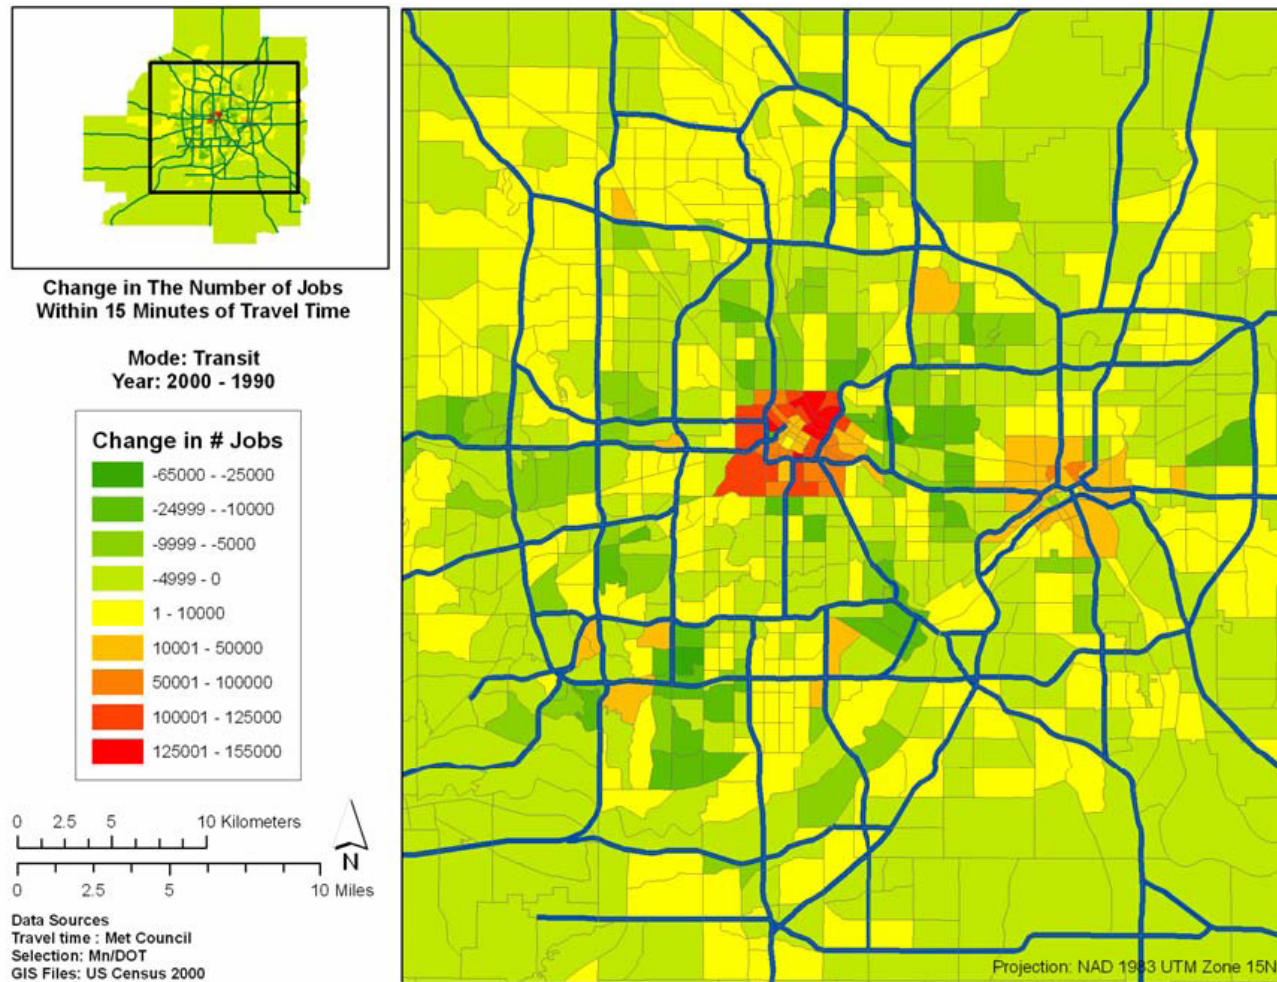 Change in The Number of Jobs
Within 15 Minutes of Travel Time
Mode: Transit
Year: 2000 - 1990
Change in # Jobs
-65000 - -25000
-24999 - -10000
-9999 - -5000
-4999 - 0
1 - 10000
10001 - 50000
50001 - 100000
100001 - 125000
125001 - 155000
0 2.5 5 10 Kilometers
N
0 2.5 5 10 Miles
Data Sources
Travel time : Met Council
Selection: Mn/DOT
GIS Files: US Census 2000
Projection: NAD 1983 UTM Zone 15N